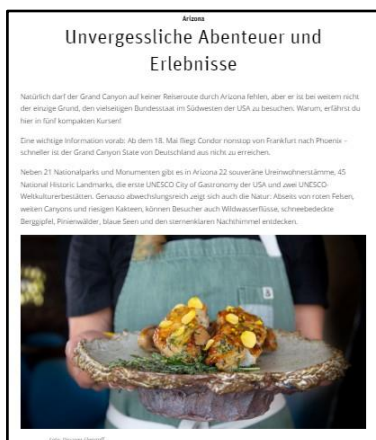 Arizona
Unvergessliche Abenteuer und
Erlebnisse
Natürlich darf der Grand Canyon auf keiner Reiseroute durch Arizona fehlen, aber er ist bei weitem nicht
der einzige Grund, den vielseitigen Bundesstaat im Südwesten der USA zu besuchen. Warum, erfährst du
hier in fünf kompakten Kursen!
Eine wichtige Information vorab: Ab dem 18. Mai fliegt Condor nonstop von Frankfurt nach Phoenix –
schneller ist der Grand Canyon State von Deutschland aus nicht zu erreichen.
Neben 21 Nationalparks und Monumenten gibt es in Arizona 22 souveräne Ureinwohnerstämme, 45
National Historic Landmarks, die erste UNESCO City of Gastronomy der USA und zwei UNESCO-
Weltkulturerbestätten. Genauso abwechslungsreich zeigt sich auch die Natur: Abseits von roten Felsen,
weiten Canyons und riesigen Kakteen, können Besucher auch Wildwasserflüsse, schneebedeckte
Berggipfel, Pinienwälder, blaue Seen und den sternenklaren Nachthimmel entdecken.